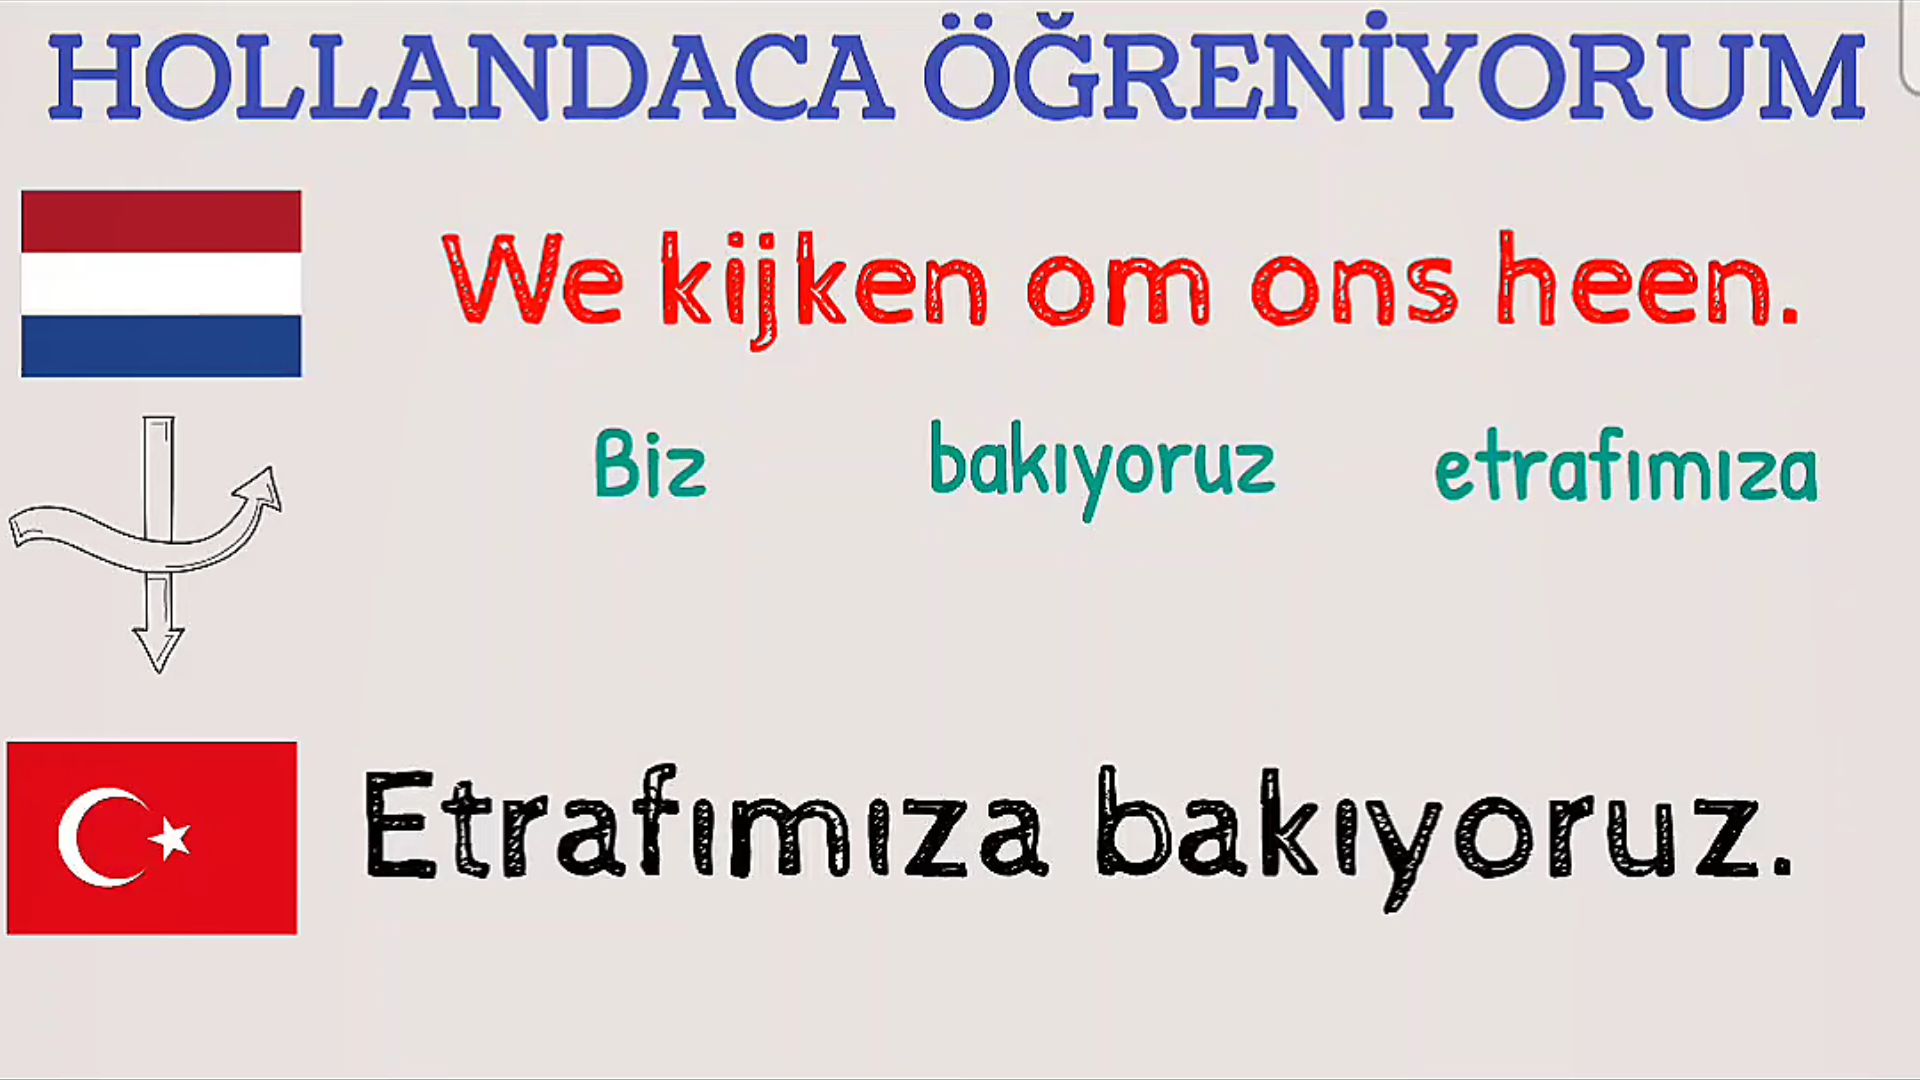 HOLLANDACA ÖĞRENİYORUM
We kijken om ons heen.
Biz bakıyoruz etrafımıza
Etrafımıza bakıyoruz.